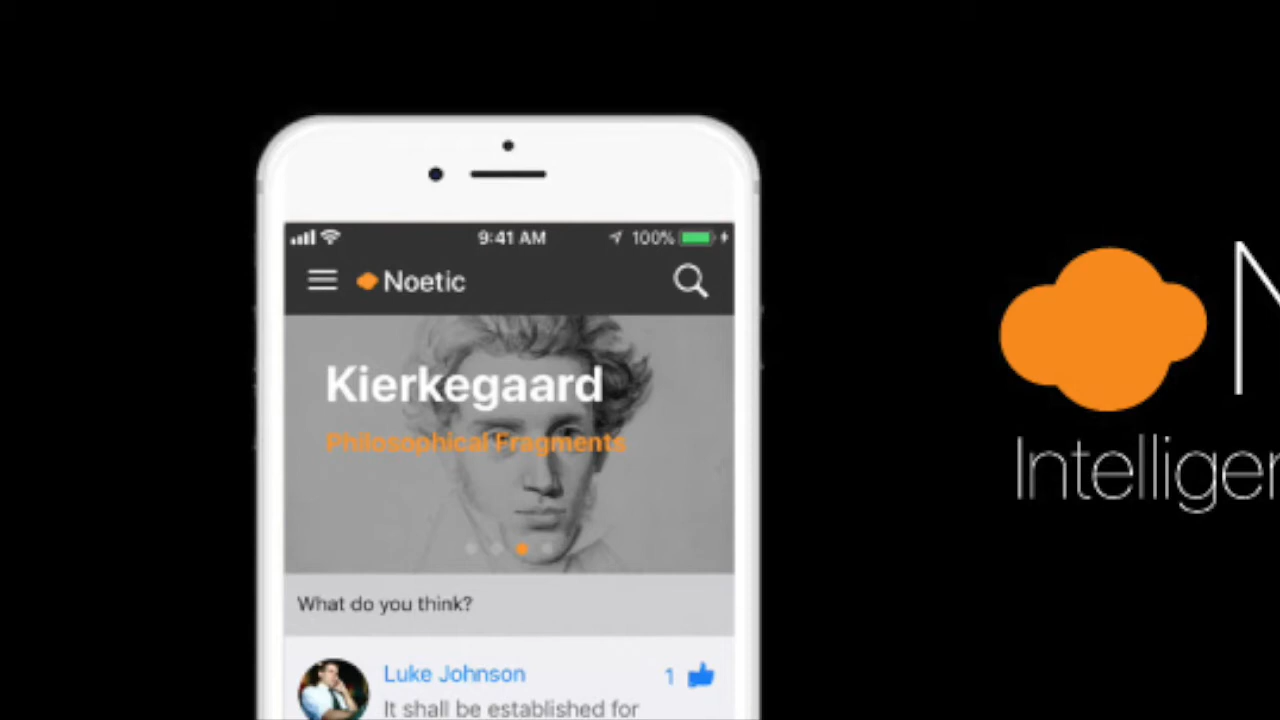 9:41 AM
100%
Noetic
Kierkegaard
Philosophical Fragments
What do you think?
Luke Johnson
1
It shall be established for
N
Intelligen